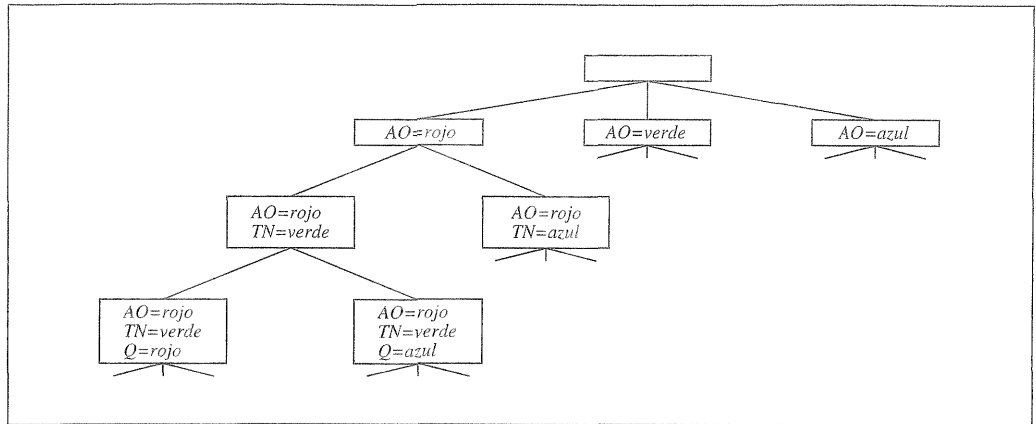 AO=rojo
AO=verde
AO=azul
AO=rojo
TN=verde
AO=rojo
TN=azul
AO=rojo
TN=verde
Q=rojo
AO=rojo
TN=verde
Q=azul